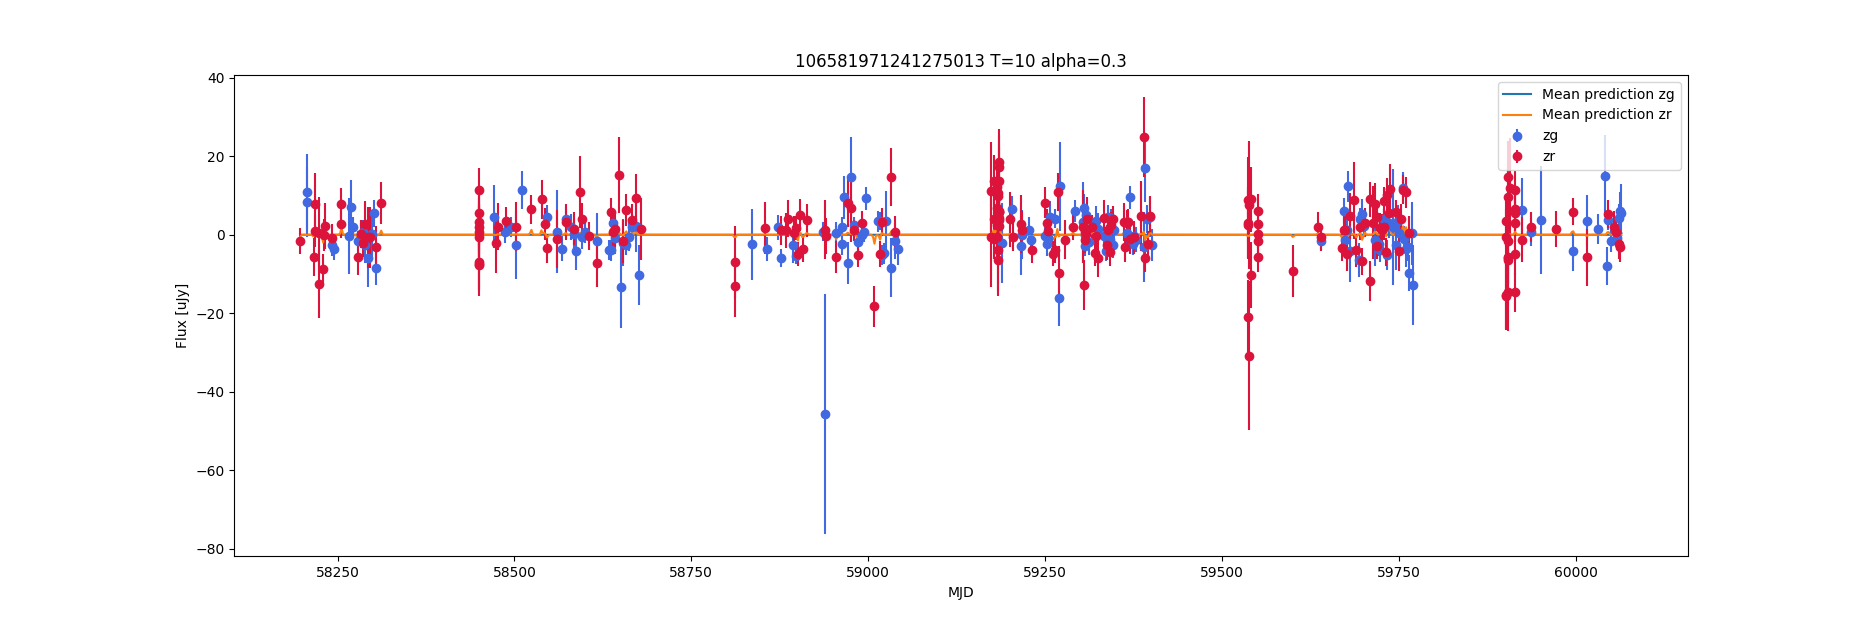 106581971241275013 T=10 alpha=0.3
Flux [uJy]
40
20
0
−20
−40
−60
−80
Mean prediction zg
Mean prediction zr
zg
zr
58250 58500 58750 59000 59250 59500 59750 60000
MJD